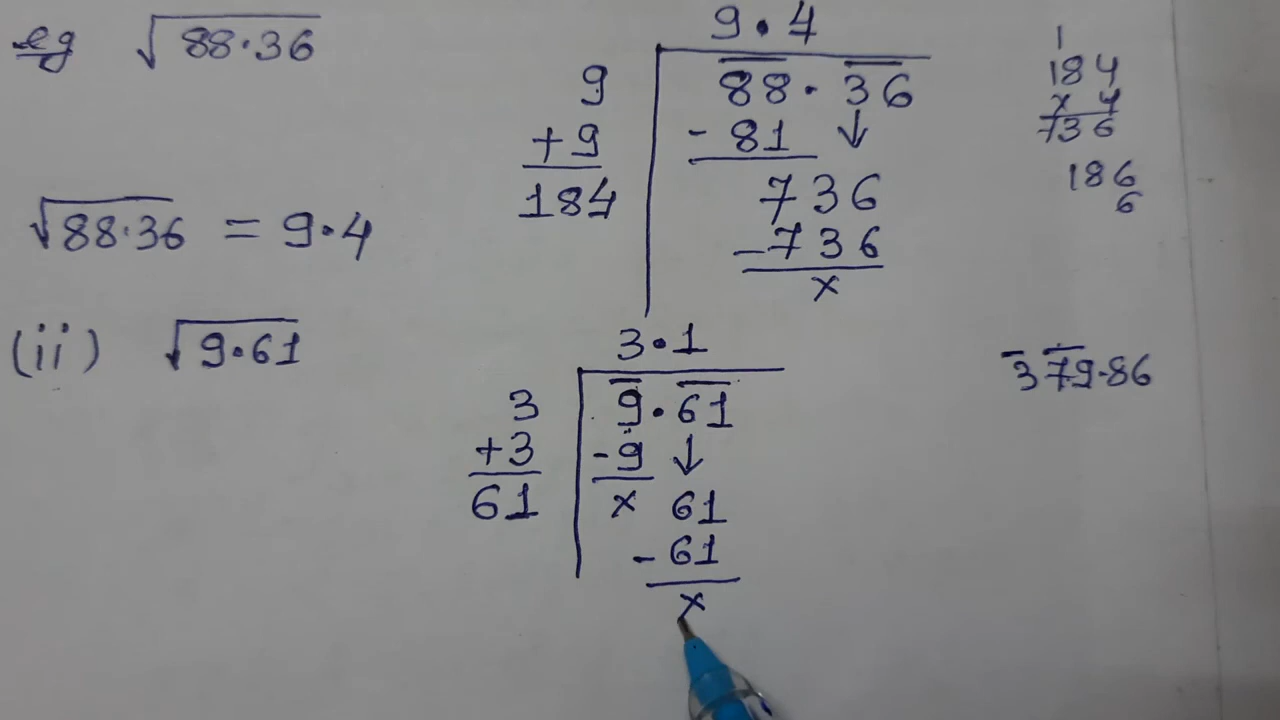 eg √88·36
9·4
9 88·36
+9 -81 ↓
184 736
-736
x
1
184
x 4
736
186
6
√88·36 = 9·4
(ii) √9·61
3·1
3 9·61
+3 -9 ↓
61 x 61
-61
x
379·86